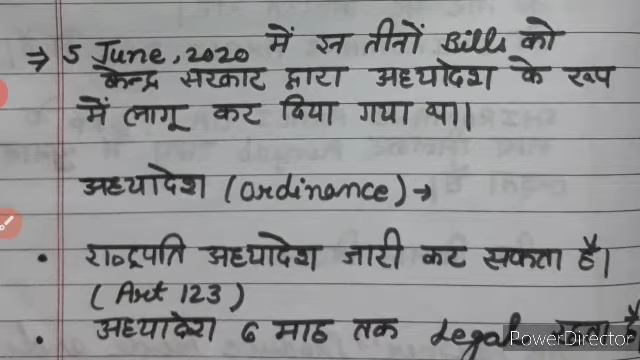 ⇒ 5 June, 2020 में इन तीनों Bills को
केन्द्र सरकार द्वारा अध्यादेश के रूप
में लागू कर दिया गया था।
अध्यादेश (ordinance) →
• राष्ट्रपति अध्यादेश जारी कर सकता है।
(Art 123)
• अध्यादेश 6 माह तक Legal रहता है
PowerDirector